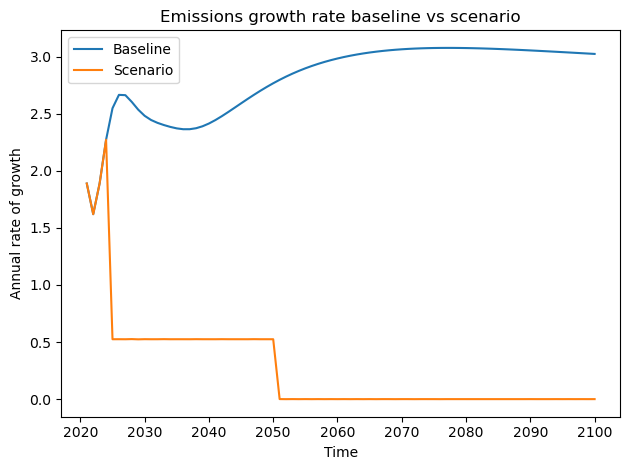 Emissions growth rate baseline vs scenario
Baseline
Scenario
Annual rate of growth
3.0
2.5
2.0
1.5
1.0
0.5
0.0
2020 2030 2040 2050 2060 2070 2080 2090 2100
Time